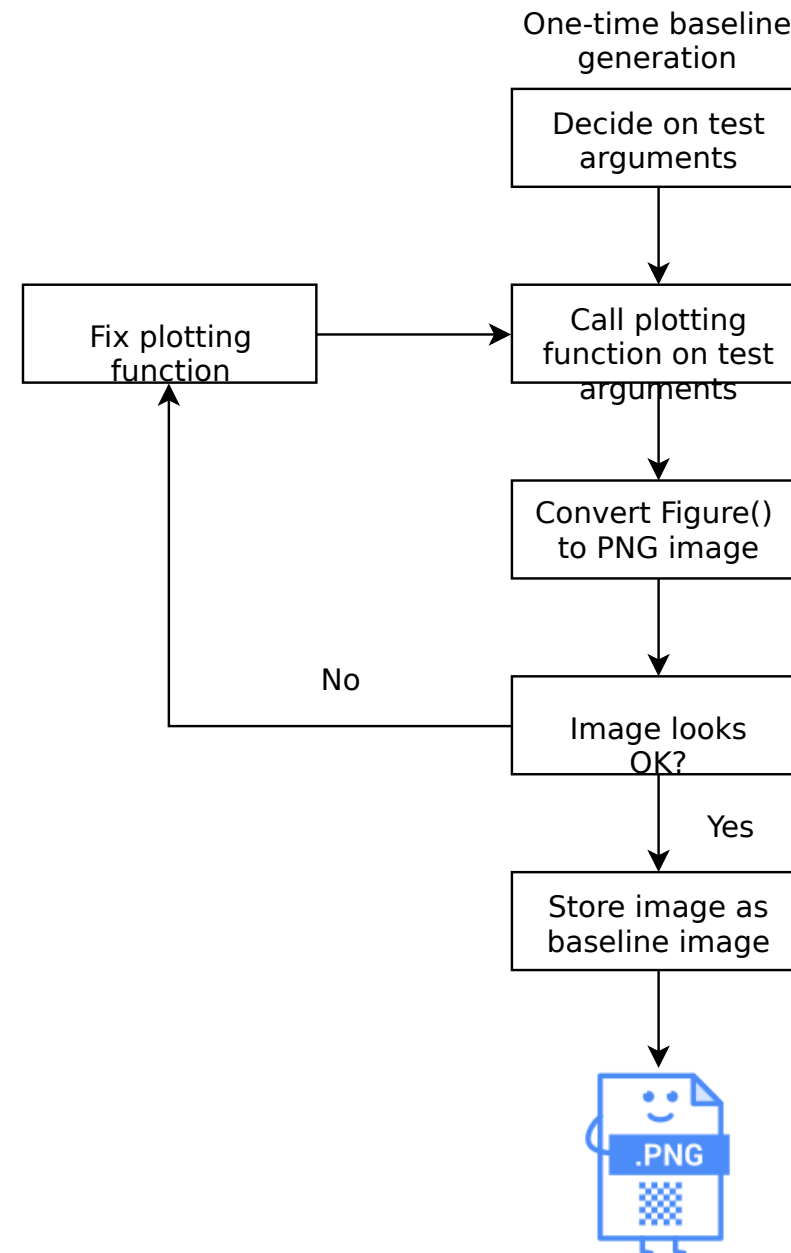 One-time baseline
generation
Decide on test
arguments
Fix plotting
function
Call plotting
function on test
arguments
Convert Figure()
to PNG image
No
Image looks
OK?
Yes
Store image as
baseline image
.PNG